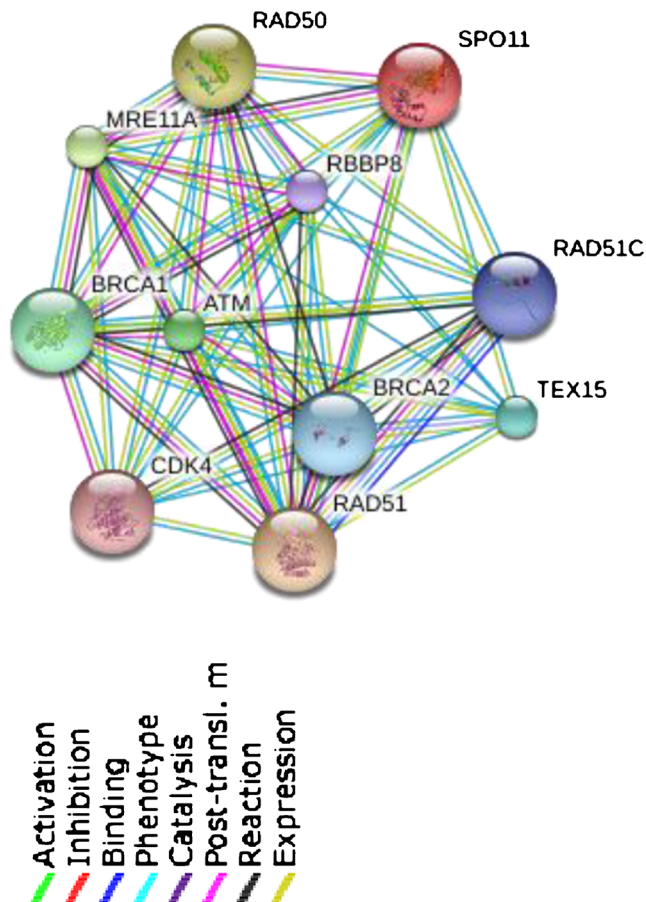 RAD50
SPO11
MRE11A
RBBP8
RAD51C
BRCA1
ATM
BRCA2
TEX15
CDK4
RAD51
Activation
Inhibition
Binding
Phenotype
Catalysis
Post-transl. m
Reaction
Expression